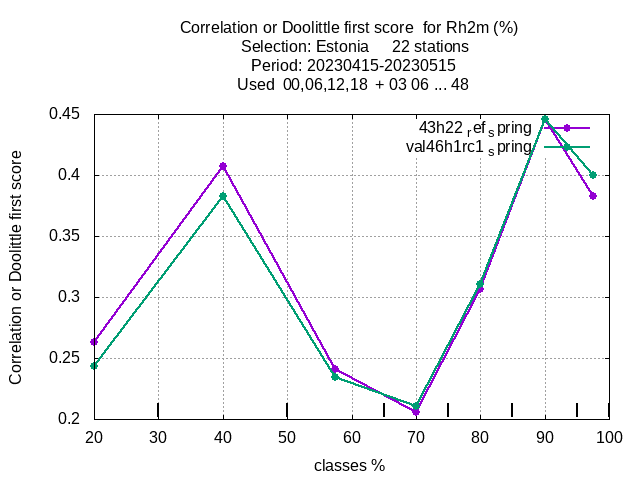 Correlation or Doolittle first score  for Rh2m (%)
Selection: Estonia     22 stations
Period: 20230415-20230515
Used  00,06,12,18  + 03 06 ... 48
43h22 ref spring
val46h1rc1 spring
Correlation or Doolittle first score
0.45
0.4
0.35
0.3
0.25
0.2
20 30 40 50 60 70 80 90 100
classes %